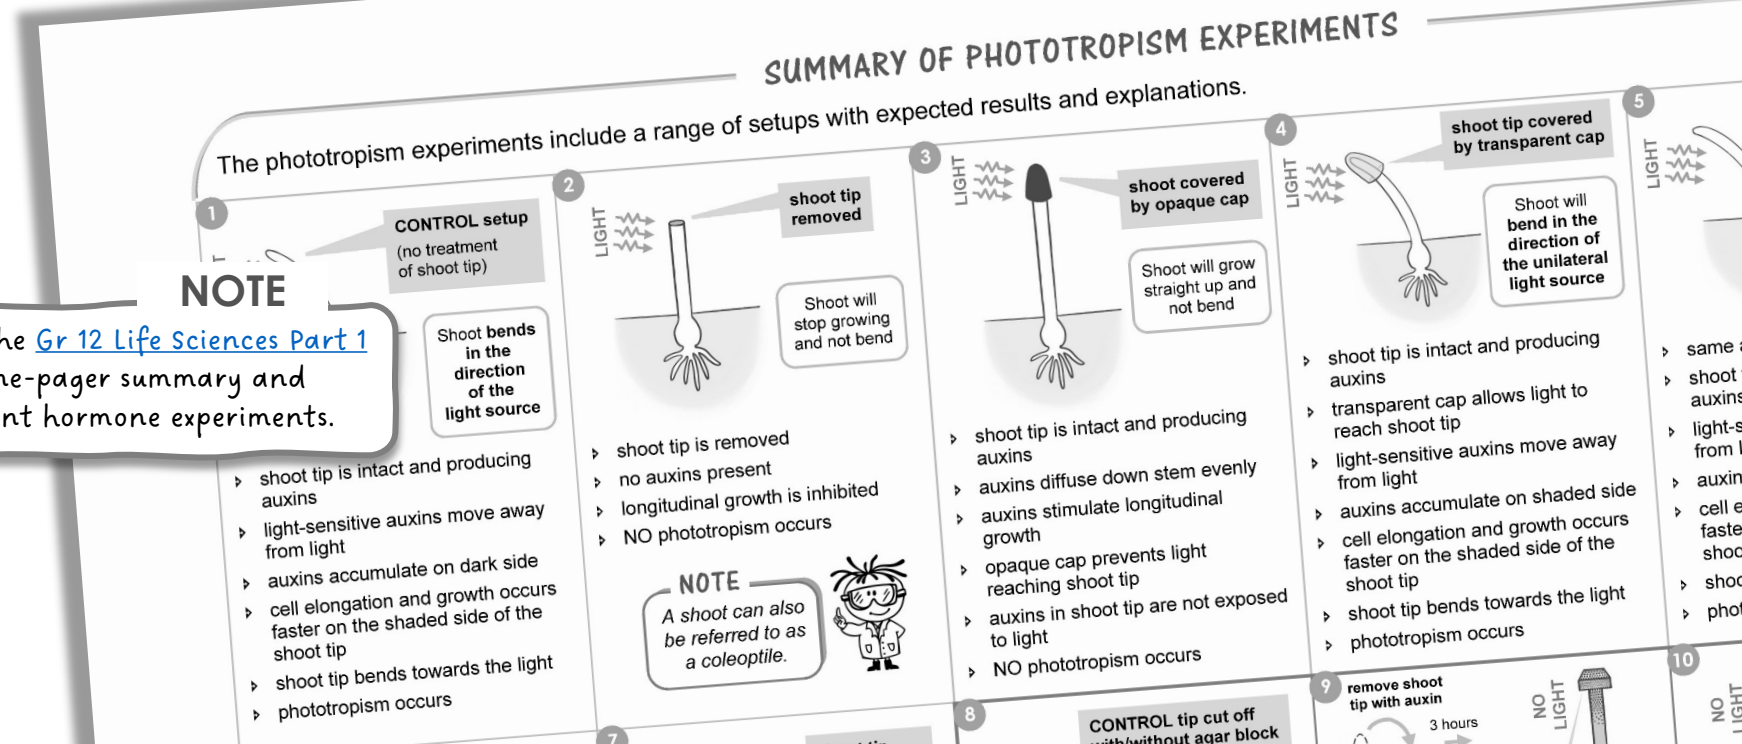 SUMMARY OF PHOTOTROPISM EXPERIMENTS
The phototropism experiments include a range of setups with expected results and explanations.
1
CONTROL setup
(no treatment
of shoot tip)
NOTE
Gr 12 Life Sciences Part 1
summary and
hormone experiments.
Shoot bends
in the
direction
of the
light source
shoot tip is intact and producing
auxins
light-sensitive auxins move away
from light
auxins accumulate on dark side
cell elongation and growth occurs
faster on the shaded side of the
shoot tip
shoot tip bends towards the light
phototropism occurs
2
LIGHT
shoot tip
removed
Shoot will
stop growing
and not bend
shoot tip is removed
no auxins present
longitudinal growth is inhibited
NO phototropism occurs
NOTE
A shoot can also
be referred to as
a coleoptile.
3
LIGHT
shoot covered
by opaque cap
Shoot will grow
straight up and
not bend
shoot tip is intact and producing
auxins
auxins diffuse down stem evenly
auxins stimulate longitudinal
growth
opaque cap prevents light
reaching shoot tip
auxins in shoot tip are not exposed
to light
NO phototropism occurs
4
LIGHT
shoot tip covered
by transparent cap
Shoot will
bend in the
direction of
the unilateral
light source
shoot tip is intact and producing
auxins
transparent cap allows light to
reach shoot tip
light-sensitive auxins move away
from light
auxins accumulate on shaded side
cell elongation and growth occurs
faster on the shaded side of the
shoot tip
shoot tip bends towards the light
phototropism occurs
5
LIGHT
same
shoot
auxins
from
cell
7
8
CONTROL tip cut off
with/without agar block
9
remove shoot
tip with auxin
3 hours
NO
LIGHT
10
NO
LIGHT